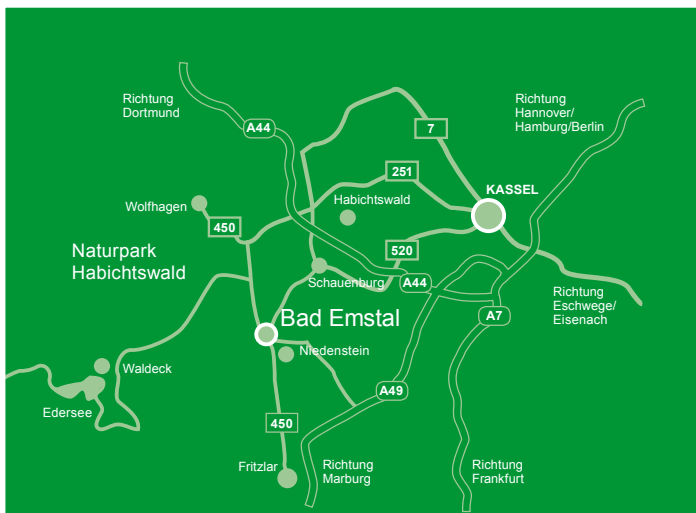 Richtung
Dortmund
A44
Richtung
Hannover/
Hamburg/Berlin
7
251
KASSEL
Wolfhagen
450
Habichtswald
Naturpark
Habichtswald
520
Schauenburg
A44
Richtung
Eschwege/
Eisenach
A7
Bad Emstal
Niedenstein
Waldeck
A49
Edersee
450
Fritzlar
Richtung
Marburg
Richtung
Frankfurt